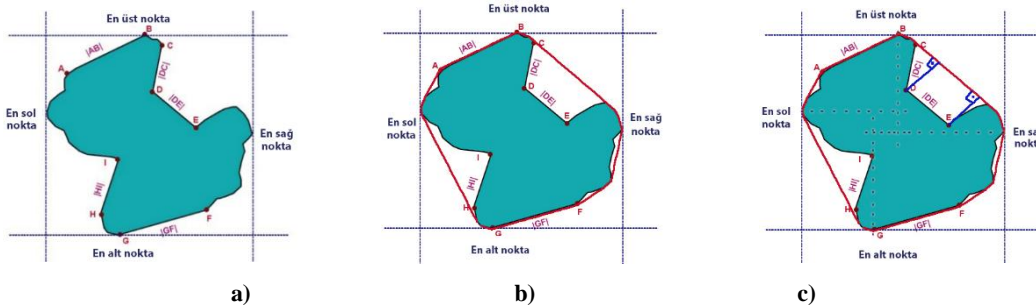 En üst nokta
B
C
|AB|
A
|DC|
D
|DE|
E
En sol
nokta
En sağ
nokta
I
|HI|
H
F
|GF|
G
En alt nokta
a)
En üst nokta
B
C
|AB|
A
|DC|
D
|DE|
E
En sol
nokta
En sağ
nokta
I
|HI|
H
F
|GF|
G
En alt nokta
b)
En üst nokta
B
C
|AB|
A
|DC|
D
|DE|
E
En sol
nokta
En sa
nokta
I
|HI|
H
F
|GF|
G
En alt nokta
c)